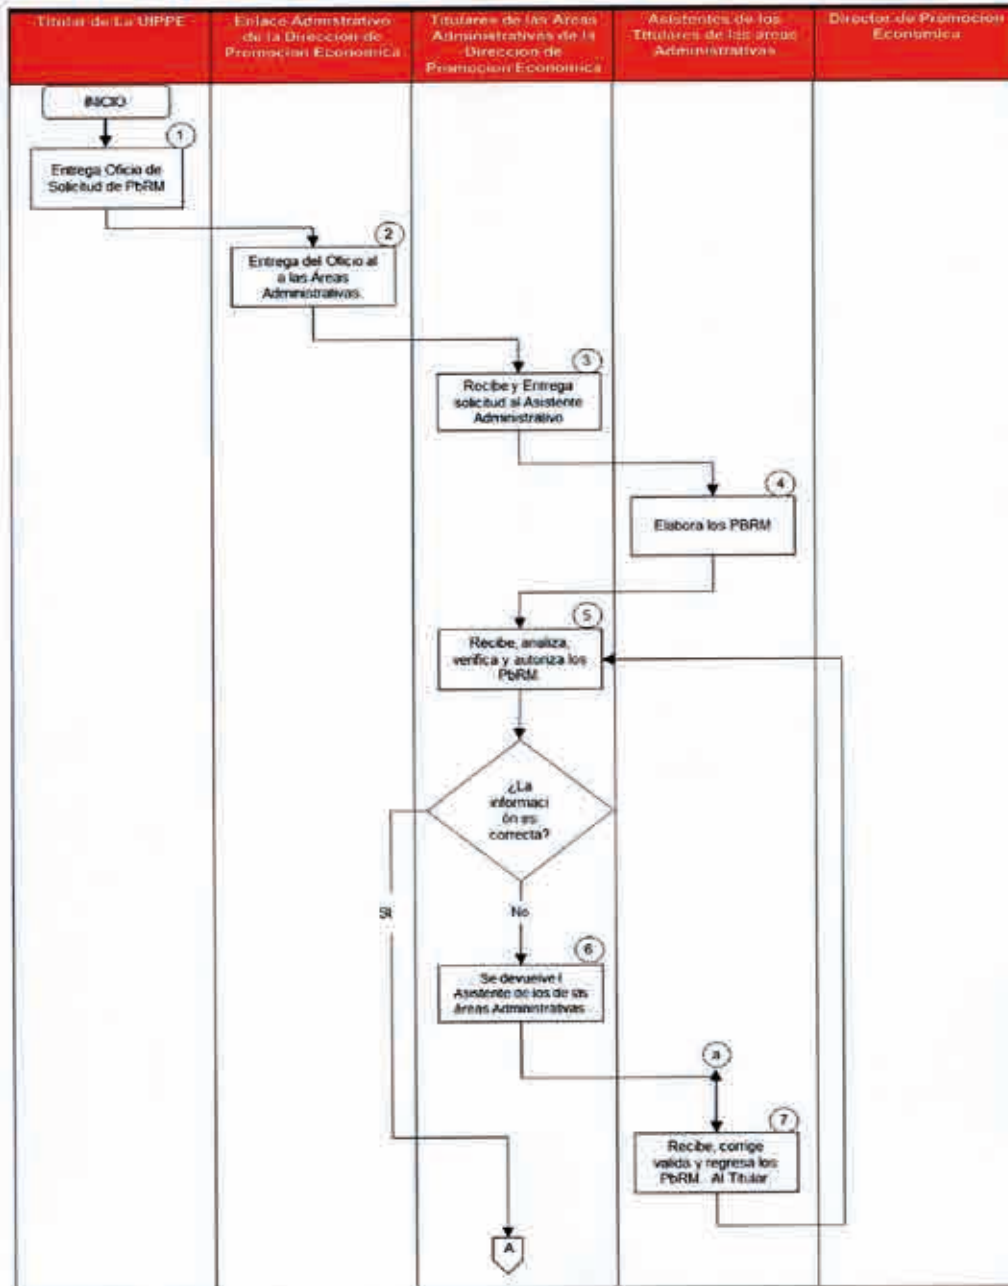 Titular de La UIPPE
Enlace Admistrativo
de la Direccion de
Promocion Economica
Titulares de las Areas
Administrativas de la
Direccion de
Promocion Economica
Asistentes de los
Titulares de las areas
Administrativas
Director de Promocion
Economica
INICIO
1
Entrega Oficio de
Solicitud de PbRM
2
Entrega del Oficio al
a las Áreas
Administrativas.
3
Recibe y Entrega
solicitud al Asistente
Administrativo
4
Elabora los PBRM
5
Recibe, analiza,
verifica y autoriza los
PbRM.
¿La
informaci
ón es
correcta?
Si
No
6
Se devuelve l
Asistente de los de las
áreas Administrativas
a
7
Recibe, corrige
valida y regresa los
PbRM. Al Titular
A